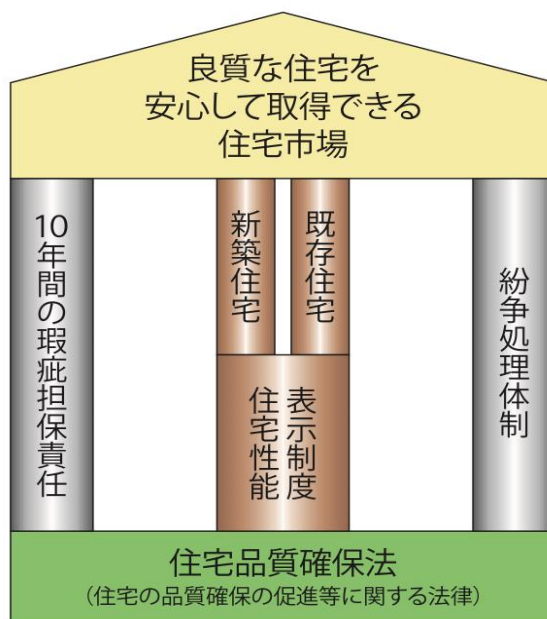 良質な住宅を
安心して取得できる
住宅市場
10年間の瑕疵担保責任
新築住宅
既存住宅
住宅性能
表示制度
紛争処理体制
住宅品質確保法
（住宅の品質確保の促進等に関する法律）